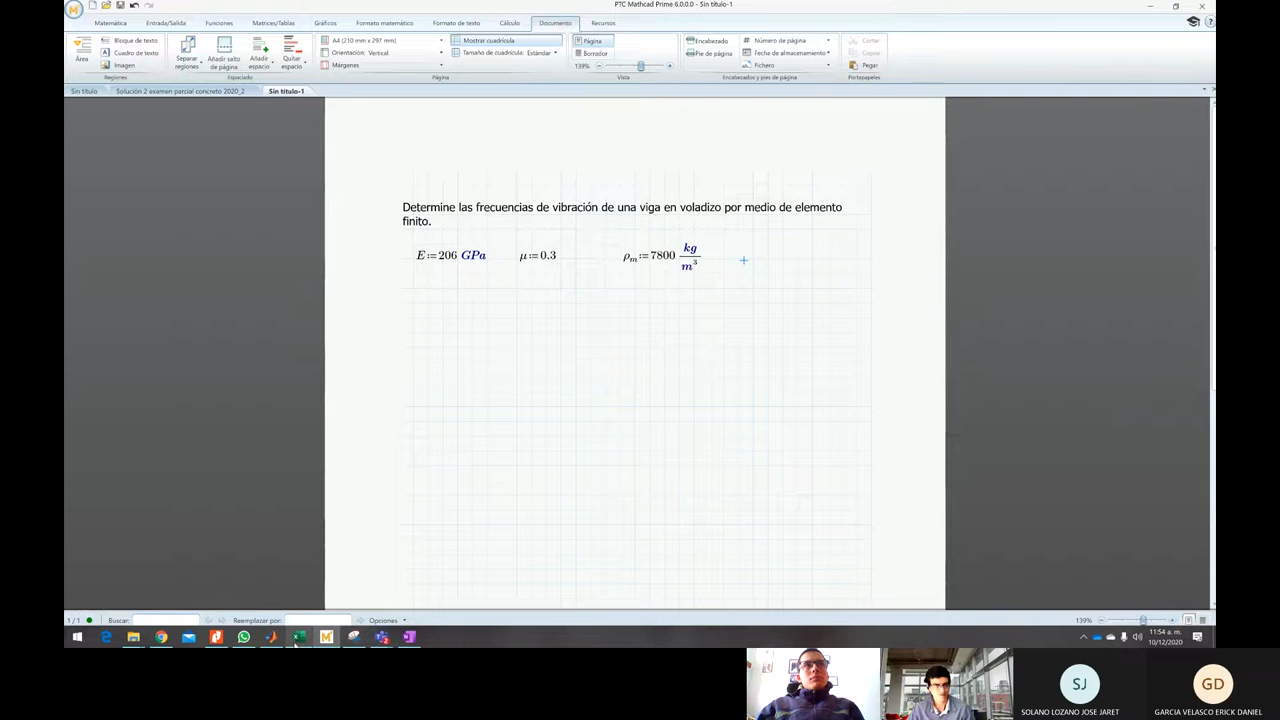 PTC Mathcad Prime 6.0.0.0 - Sin título-1
Matemática Entrada/Salida Funciones Matrices/Tablas Gráficos Formato matemático Formato de texto Cálculo Documento Recursos
Área
Bloque de texto
Cuadro de texto
Imagen
Regiones
Separar regiones
Añadir salto de página
Añadir espacio
Quitar espacio
Espaciado
A4 (210 mm x 297 mm)
Orientación: Vertical
Márgenes
Mostrar cuadrícula
Tamaño de cuadrícula: Estándar
Página
Página
Borrador
139%
Vista
Encabezado
Pie de página
Número de página
Fecha de almacenamiento
Fichero
Encabezados y pies de página
Cortar
Copiar
Pegar
Portapapeles
Sin título Solución 2 examen parcial concreto 2020_2 Sin título-1
Determine las frecuencias de vibración de una viga en voladizo por medio de elemento
finito.
E:=206 GPa μ:=0.3 ρm:=7800 kg/m³
1/1 Buscar: Reemplazar por: Opciones 139%
11:54 a. m.
10/12/2020
SJ
SOLANO LOZANO JOSE JARET
GD
GARCIA VELASCO ERICK DANIEL